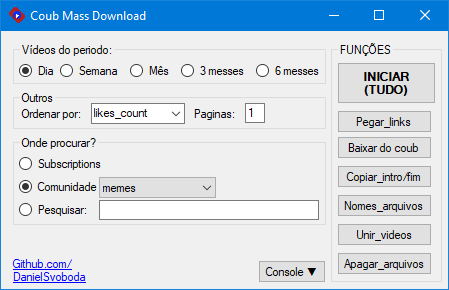 Coub Mass Download
Vídeos do periodo:
Dia Semana Mês 3 messes 6 messes
Outros
Ordenar por: likes_count Paginas: 1
Onde procurar?
Subscriptions
Comunidade memes
Pesquisar:
Github.com/
DanielSvoboda
Console ▼
FUNÇÕES
INICIAR
(TUDO)
Pegar_links
Baixar do coub
Copiar_intro/fim
Nomes_arquivos
Unir_videos
Apagar_arquivos